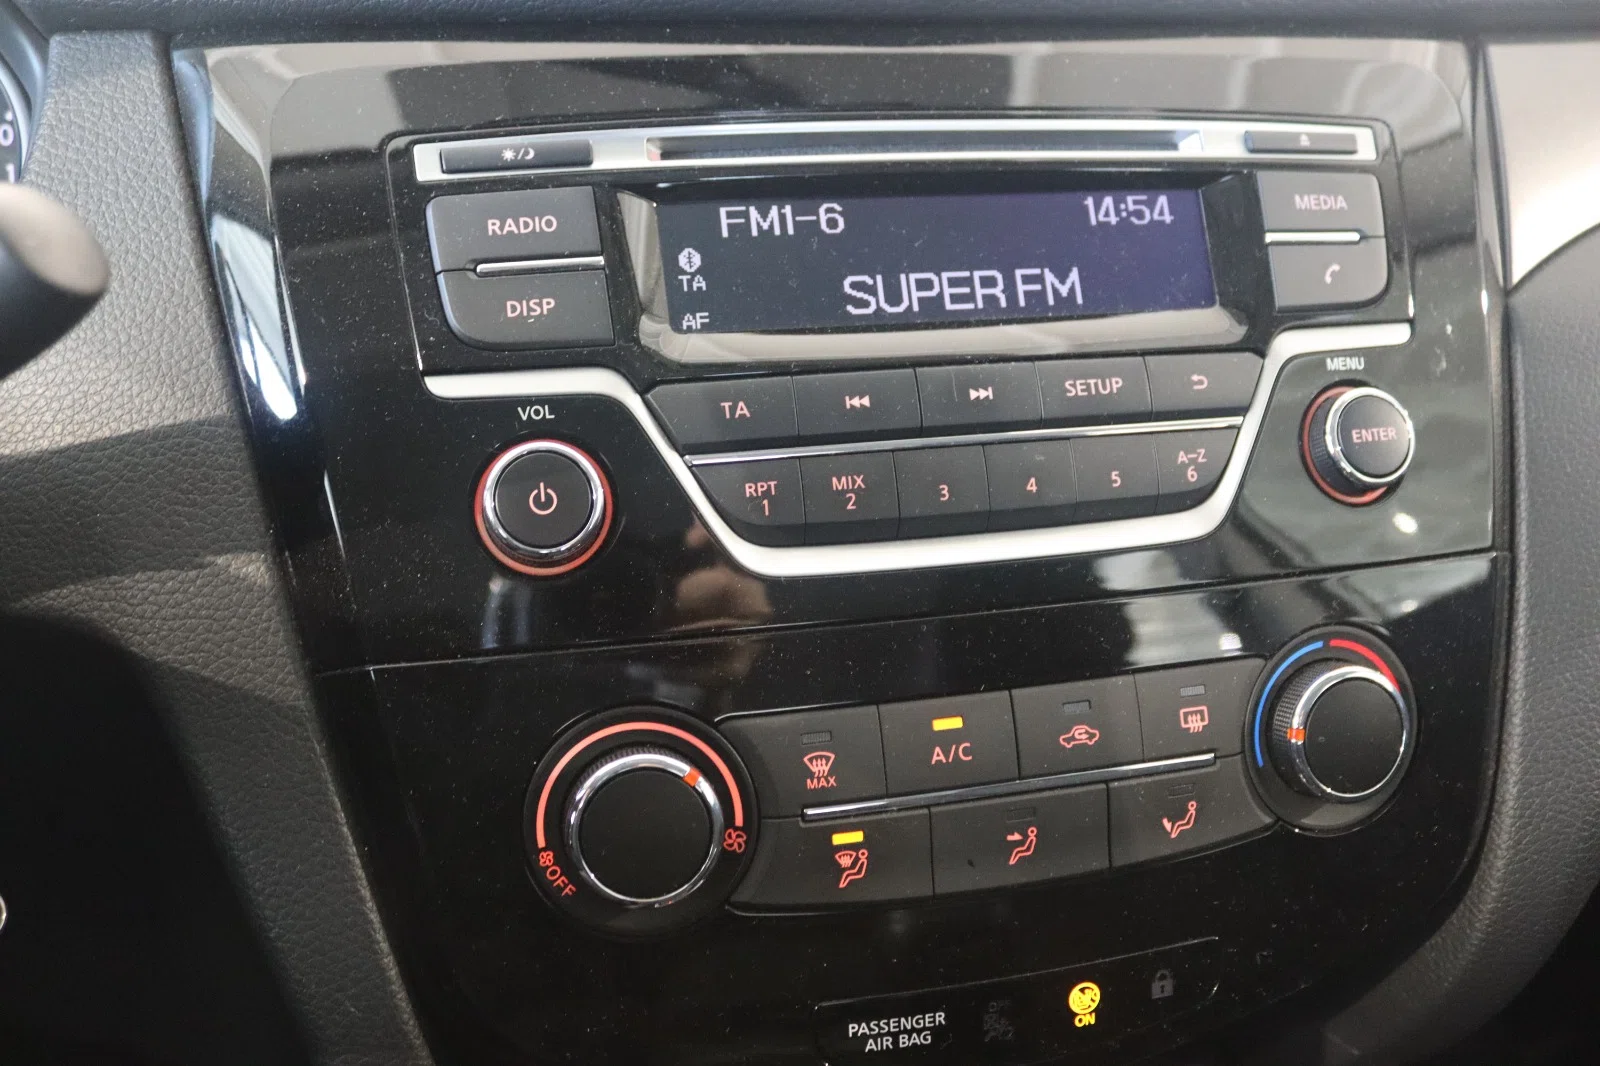 RADIO
DISP
FM1-6
14:54
TA
SUPER FM
AF
MEDIA
VOL
TA
SETUP
MENU
ENTER
RPT
1
MIX
2
3
4
5
A-Z
6
MAX
A/C
OFF
PASSENGER
AIR BAG
OFF
ON